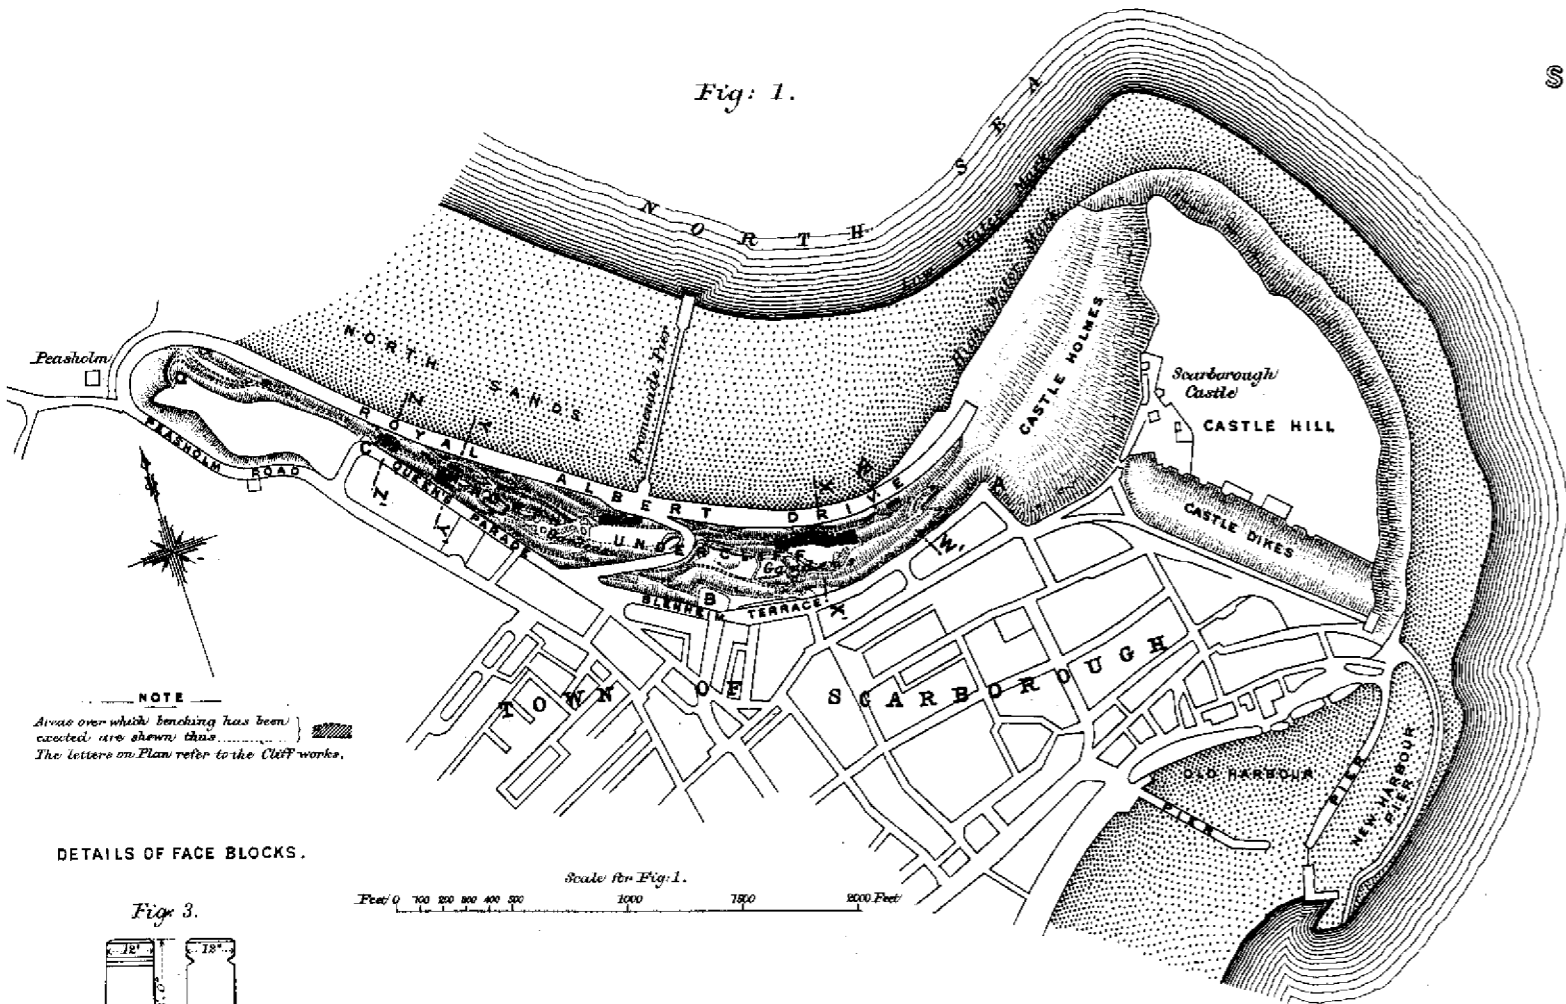 Fig: 1.
S
NORTH SEA
Low Water Mark
High Water Mark
NORTH SANDS
Promenade Pier
Peasholm
PEASHOLM ROAD
ROYAL ALBERT DRIVE
QUEENS PARADE
UNDERCLIFF
Gardens
BLENHEIM TERRACE
CASTLE HOLMES
Scarborough
Castle
CASTLE HILL
CASTLE DIKES
A
B
C
Z
Z
Y
Y
X
X
W
W'
TOWN OF SCARBOROUGH
OLD HARBOUR
PIER
PIER
NEW HARBOUR
PIER
NOTE
Areas over which benching has been
executed are shewn thus
The letters on Plan refer to the Cliff works.
DETAILS OF FACE BLOCKS.
Scale for Fig: 1.
Feet 0 100 200 300 400 500 1000 1500 2000 Feet
Fig: 3.
12" 12"